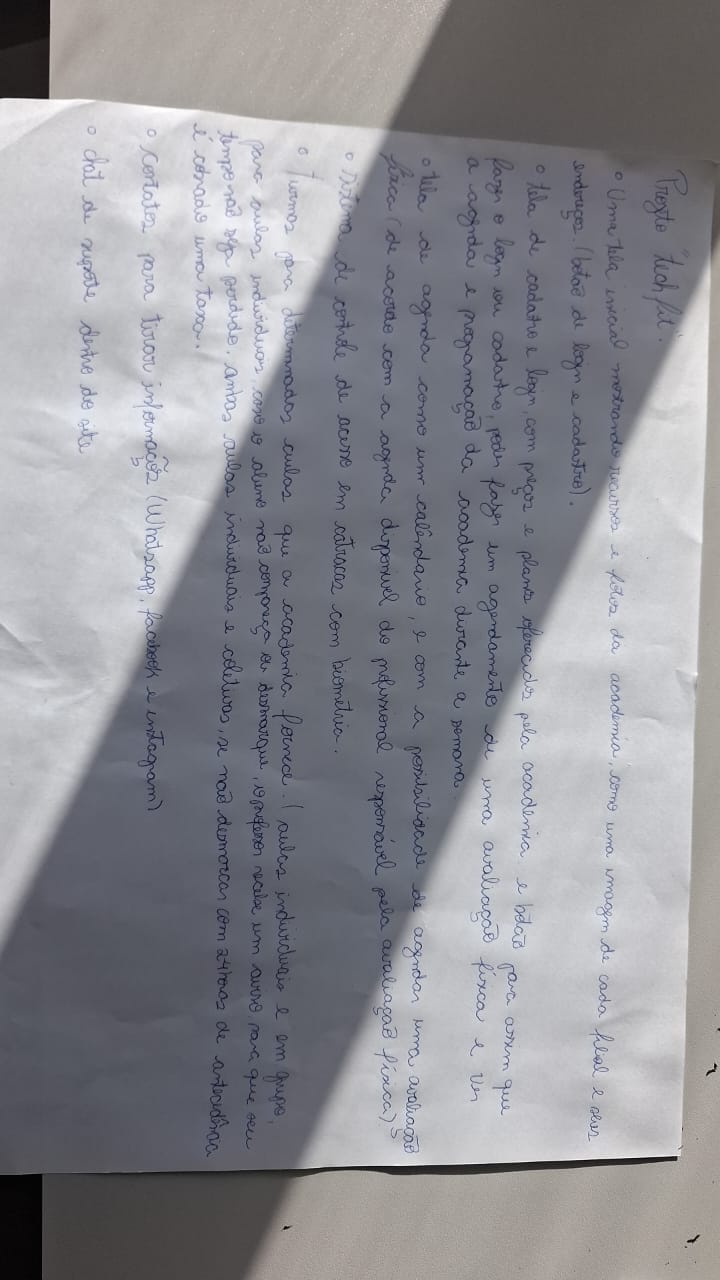 Projeto "tech fit".
o Uma tela inicial mostrando recursos e fotos da academia, como uma imagem de cada filial e seus
endereços. (botão de login e cadastro).
o tela de cadastro e login, com preços e planos oferecidos pela academia. e botão para assim que
fazer o login ou cadastro, poder fazer um agendamento de uma avaliação física e ver
a agenda e programação da academia durante a semana.
o tela de agenda como um calêndario, e com a possibilidade de agendar uma avaliação
física (de acordo com a agenda disponível do profissional responsável pela avaliação física).
o sistema de controle de acesso em catracas com biometria.
o turmas para determinadas aulas que a academia fornece. (aulas individuais e em grupo,
para aulas individuais, caso o aluno não compareça ou desmarque, o professor recebe um aviso para que seu
tempo não seja perdido. ambas aulas individuais e coletivas, se não desmarcar com 24 horas de antecedência
é cobrado uma taxa.
o contatos para tirar informações (Whatsapp, facebook e instagram)
o chat de suporte dentro do site